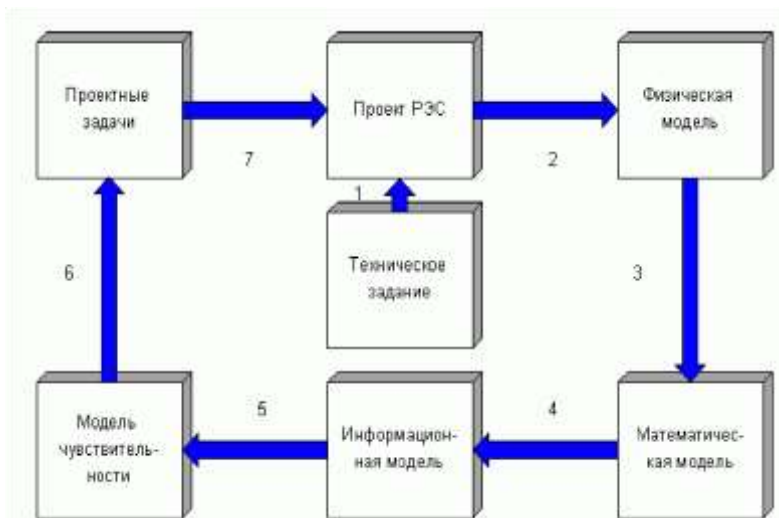 Проектные
задачи
Проект РЭС
Физическая
модель
7
1
2
Техническое
задание
6
3
Модель
чувствитель-
ности
5
Информацион-
ная модель
4
Математичес-
кая модель